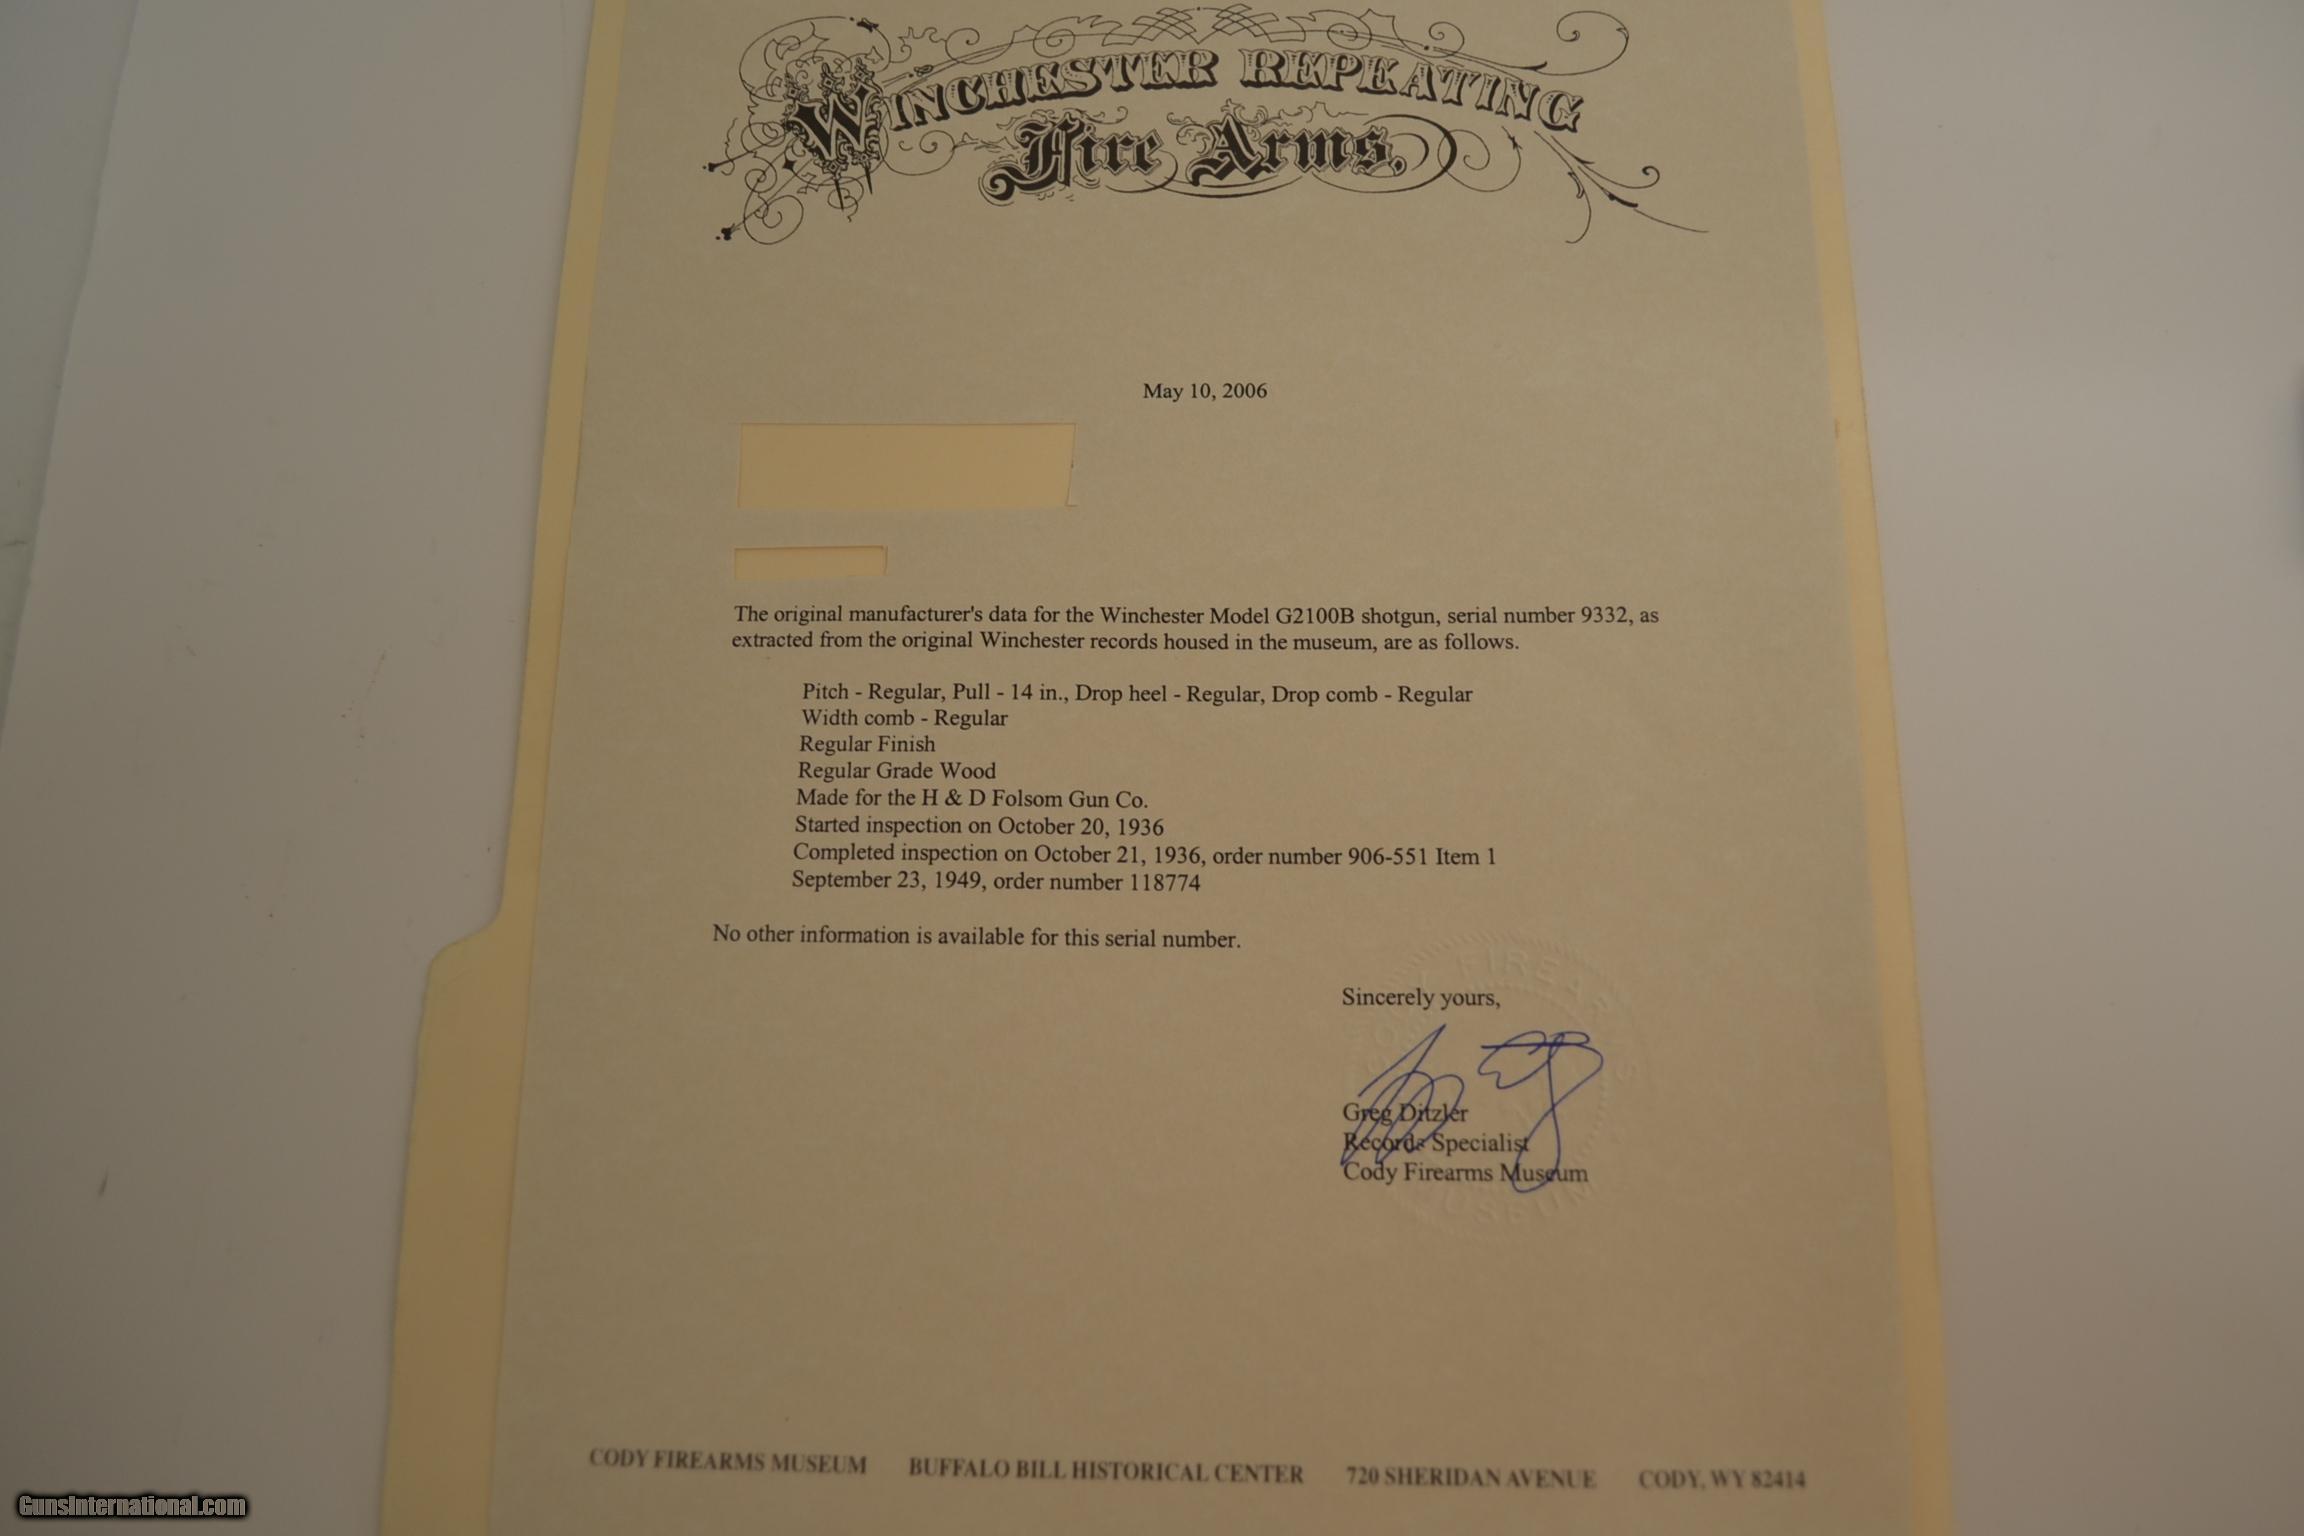 WINCHESTER REPEATING
Fire Arms,
May 10, 2006
The original manufacturer's data for the Winchester Model G2100B shotgun, serial number 9332, as
extracted from the original Winchester records housed in the museum, are as follows.
Pitch - Regular, Pull - 14 in., Drop heel - Regular, Drop comb - Regular
Width comb - Regular
Regular Finish
Regular Grade Wood
Made for the H & D Folsom Gun Co.
Started inspection on October 20, 1936
Completed inspection on October 21, 1936, order number 906-551 Item 1
September 23, 1949, order number 118774
No other information is available for this serial number.
Sincerely yours,
Greg Ditzler
Records Specialist
Cody Firearms Museum
CODY FIREARMS MUSEUM
CODY FIREARMS MUSEUM BUFFALO BILL HISTORICAL CENTER 720 SHERIDAN AVENUE CODY, WY 82414
GunsInternational.com